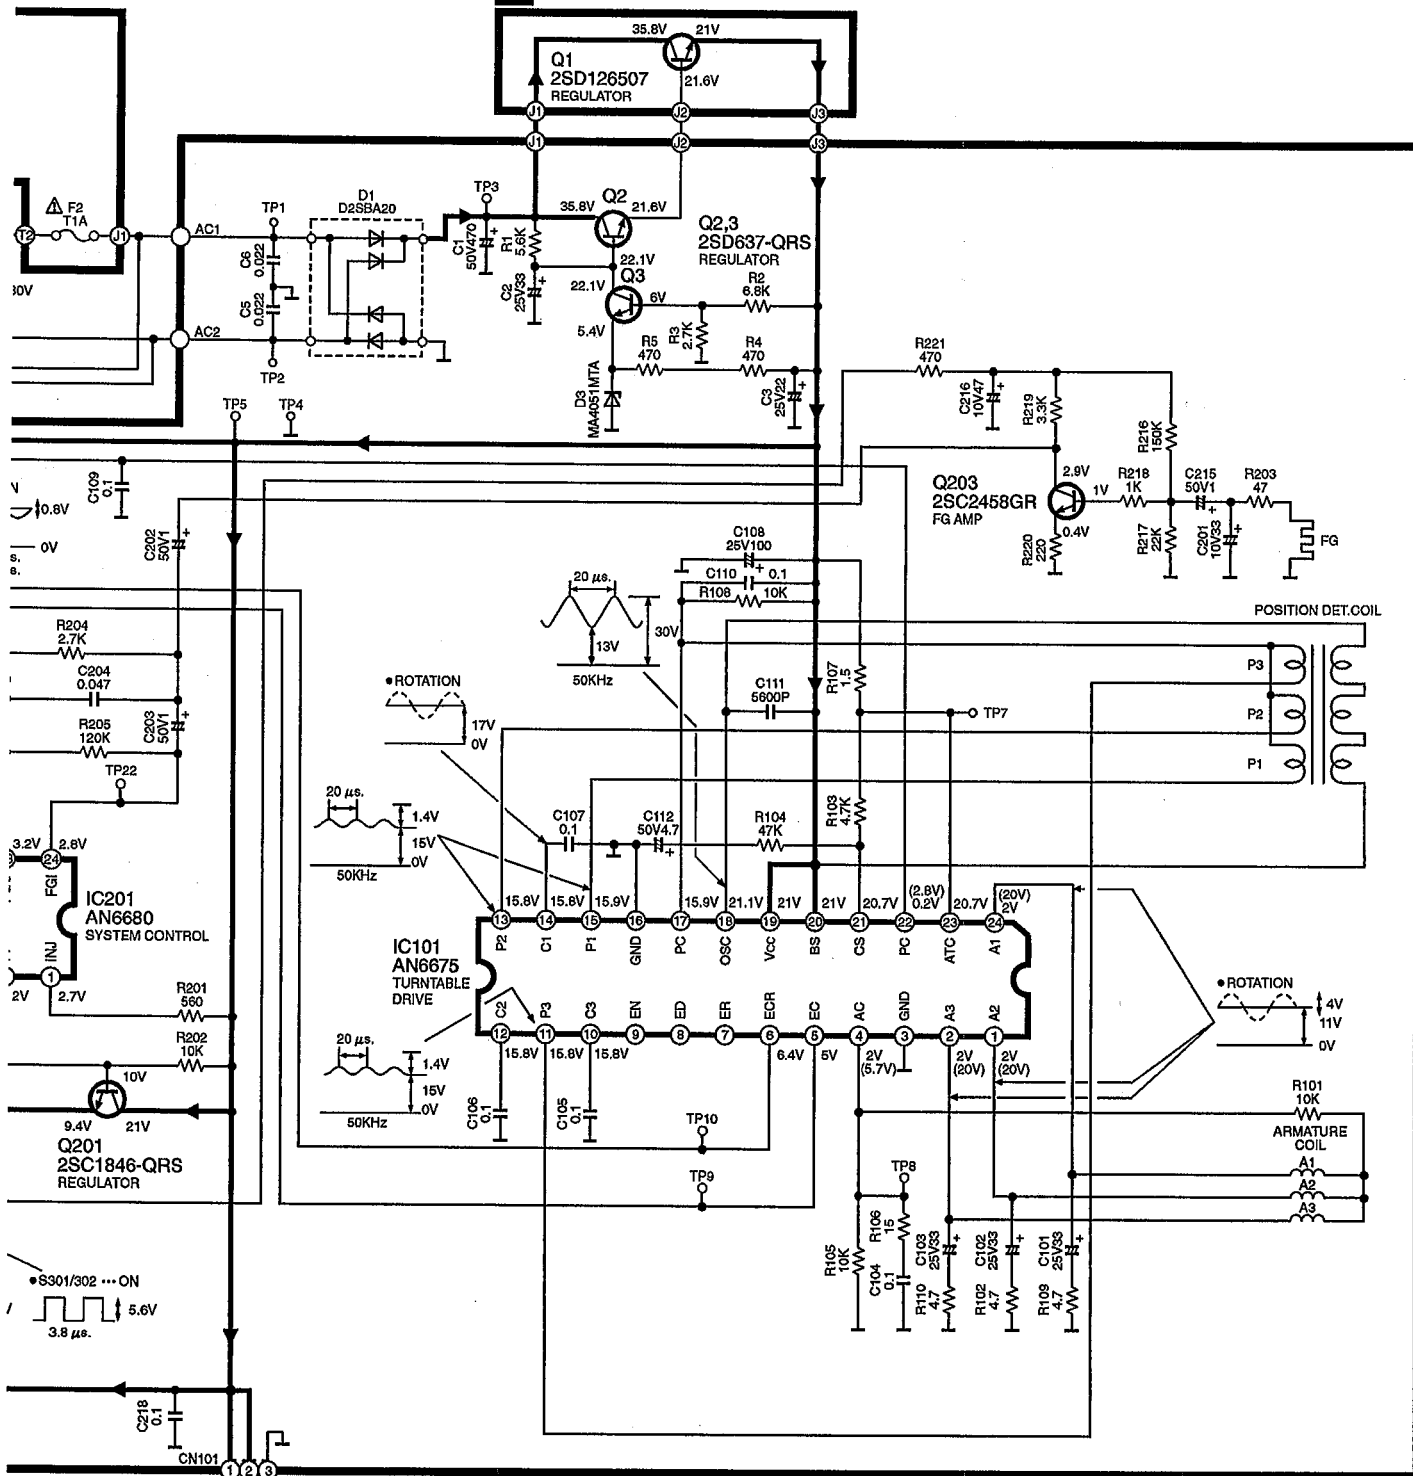 35.8V
21V
Q1
2SD126507
REGULATOR
21.6V
J1
J2
J3
J1
J2
J3
F2
T1A
T2
J1
AC1
TP1
D1
D2SBA20
C6
0.022
C5
0.022
AC2
TP2
TP3
35.8V
Q2
21.6V
C1
50V470
R1
5.6K
22.1V
C2
25V33
22.1V
Q3
6V
5.4V
Q2,3
2SD637-QRS
REGULATOR
R2
6.8K
R3
2.7K
R5
470
R4
470
D3
MA4051MTA
C3
25V22
TP5
TP4
R221
470
C216
10V47
R219
3.3K
R216
150K
Q203
2SC2458GR
FG AMP
2.9V
1V
0.4V
R218
1K
C215
50V1
R203
47
R220
220
R217
22K
C201
10V33
FG
C109
0.1
0.8V
0V
C202
50V1
C108
25V100
C110
0.1
R108
10K
20 µs.
30V
13V
50KHz
POSITION DET.COIL
P3
P2
P1
R204
2.7K
C204
0.047
R205
120K
C203
50V1
TP22
●ROTATION
17V
0V
R107
1.5
C111
5600P
TP7
20 µs.
1.4V
15V
0V
50KHz
C107
0.1
C112
50V4.7
R104
47K
R103
4.7K
3.2V
24
2.8V
FGI
IC201
AN6680
SYSTEM CONTROL
INJ
1
2V
2.7V
15.8V
15.8V
15.9V
15.9V
21.1V
21V
21V
20.7V
(2.8V)
0.2V
20.7V
(20V)
2V
13
14
15
16
17
18
19
20
21
22
23
24
P2
C1
P1
GND
PC
OSC
Vcc
BS
CS
PC
ATC
A1
IC101
AN6675
TURNTABLE
DRIVE
C2
P3
C3
EN
ED
ER
ECR
EC
AC
GND
A3
A2
12
11
10
9
8
7
6
5
4
3
2
1
15.8V
15.8V
15.8V
6.4V
5V
2V
(5.7V)
2V
(20V)
2V
(20V)
●ROTATION
4V
11V
0V
20 µs.
1.4V
15V
0V
50KHz
R201
560
R202
10K
10V
9.4V
21V
Q201
2SC1846-QRS
REGULATOR
C106
0.1
C105
0.1
TP10
TP9
TP8
R101
10K
ARMATURE
COIL
A1
A2
A3
R105
10K
R106
15
C104
0.1
C103
25V33
R110
4.7
C102
25V33
R102
4.7
C101
25V33
R109
4.7
●S301/302 ··· ON
5.6V
3.8 µs.
C218
0.1
CN101
1
2
3